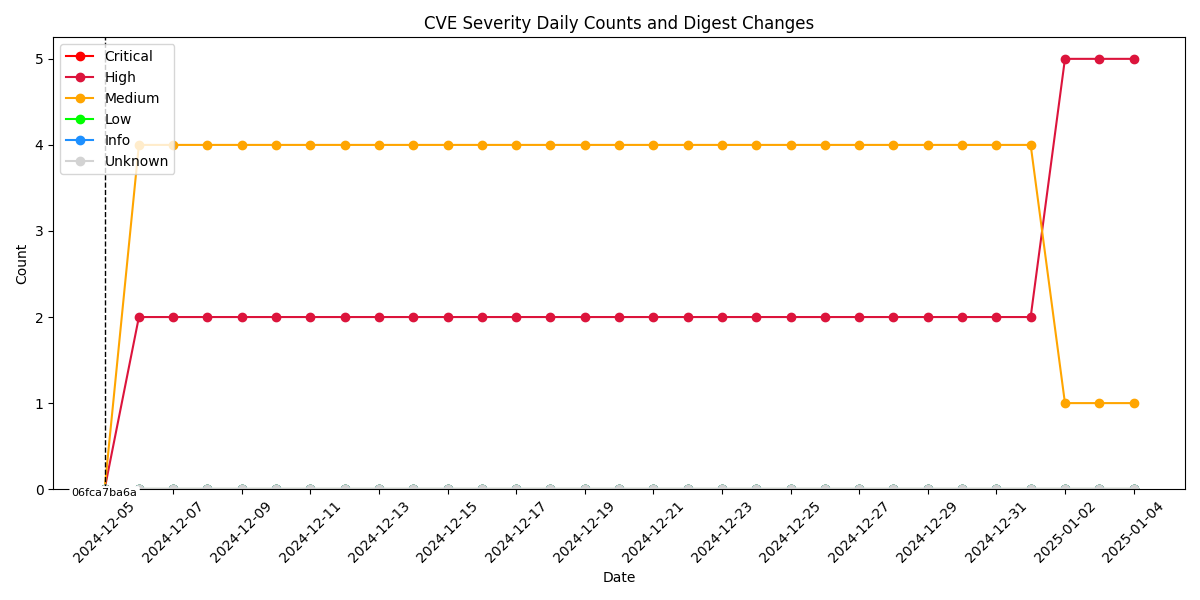 CVE Severity Daily Counts and Digest Changes
Critical
High
Medium
Low
Info
Unknown
Count
5
4
3
2
1
0
06fca7ba6a
2024-12-05
2024-12-07
2024-12-09
2024-12-11
2024-12-13
2024-12-15
2024-12-17
2024-12-19
2024-12-21
2024-12-23
2024-12-25
2024-12-27
2024-12-29
2024-12-31
2025-01-02
2025-01-04
Date